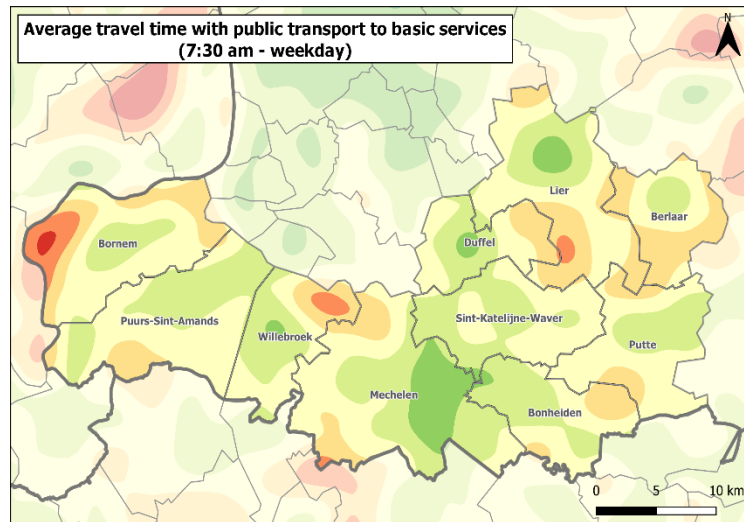 Average travel time with public transport to basic services
(7:30 am - weekday)
N
Lier
Berlaar
Bornem
Duffel
Puurs-Sint-Amands
Willebroek
Sint-Katelijne-Waver
Putte
Mechelen
Bonheiden
0 5 10 km